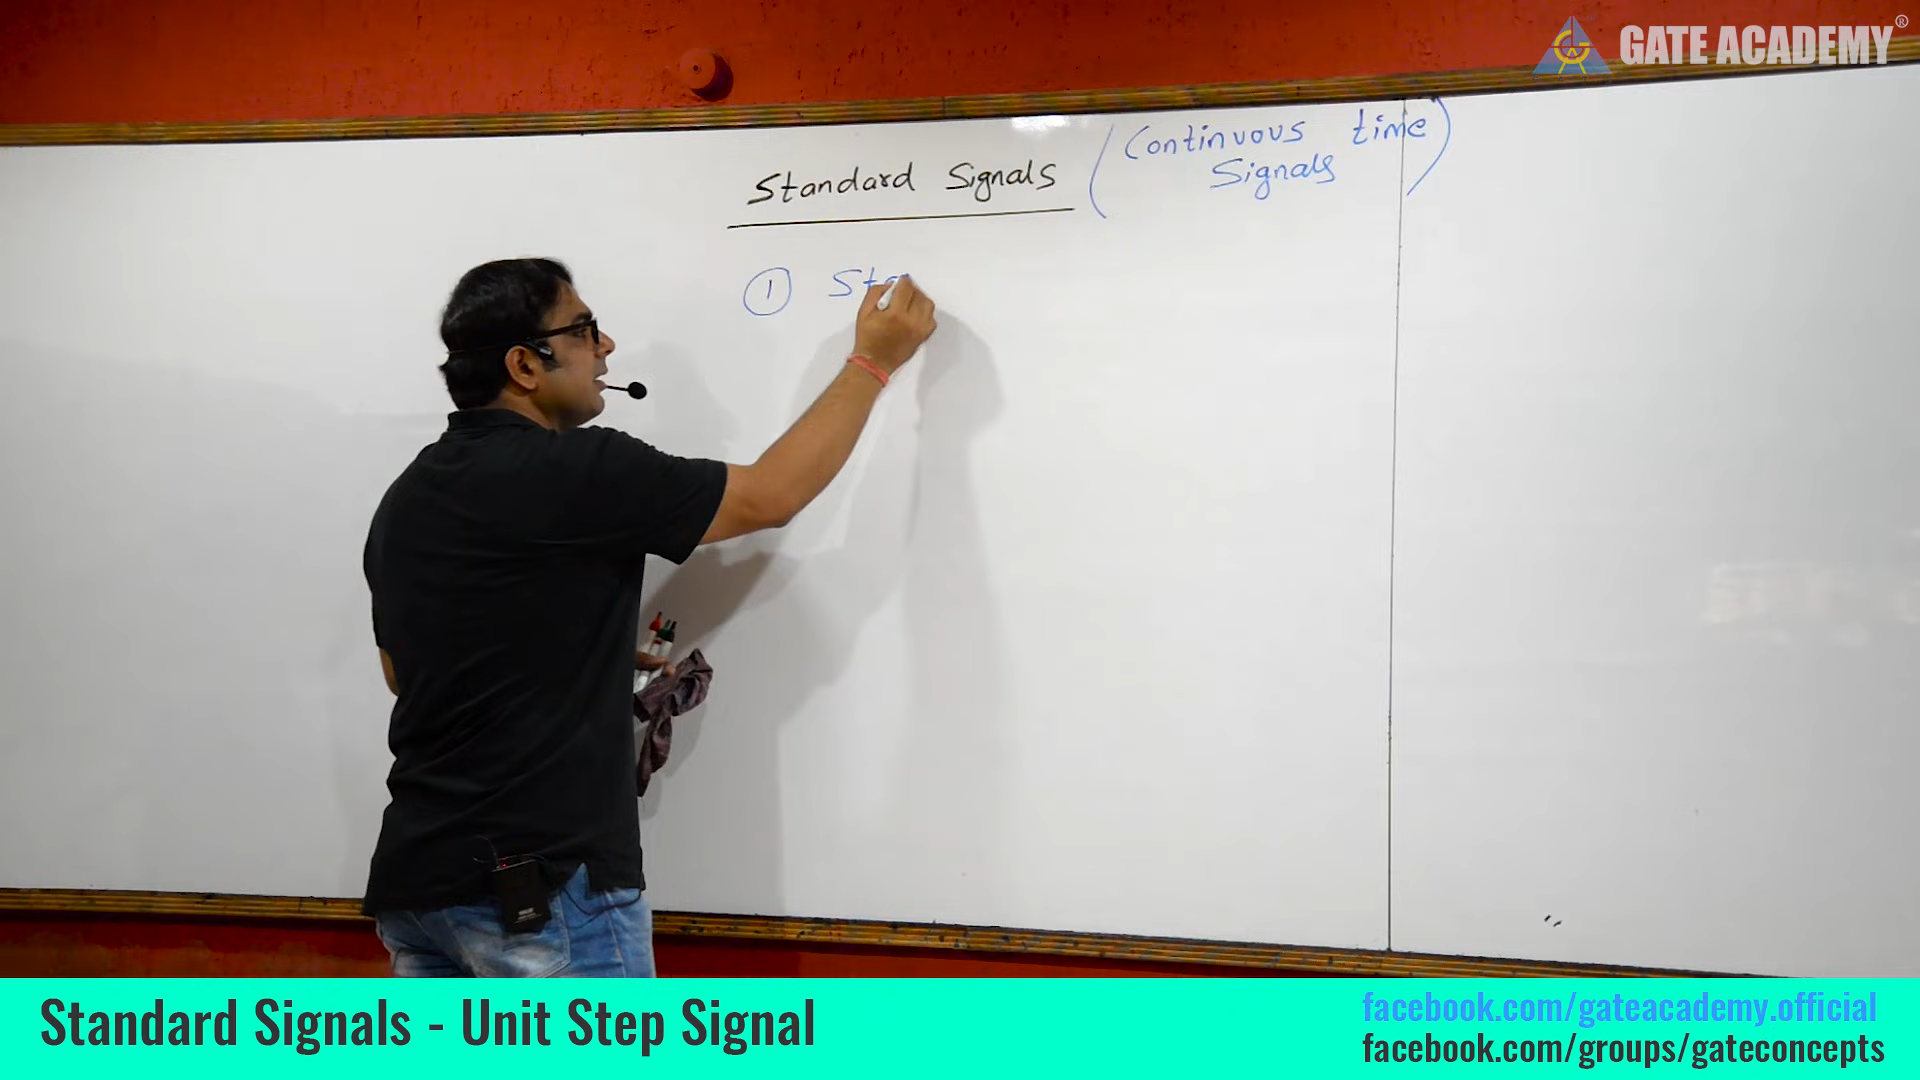 GATE ACADEMY®
Standard Signals (Continuous time
Signals)
① Ste
Standard Signals - Unit Step Signal
facebook.com/gateacademy.official
facebook.com/groups/gateconcepts